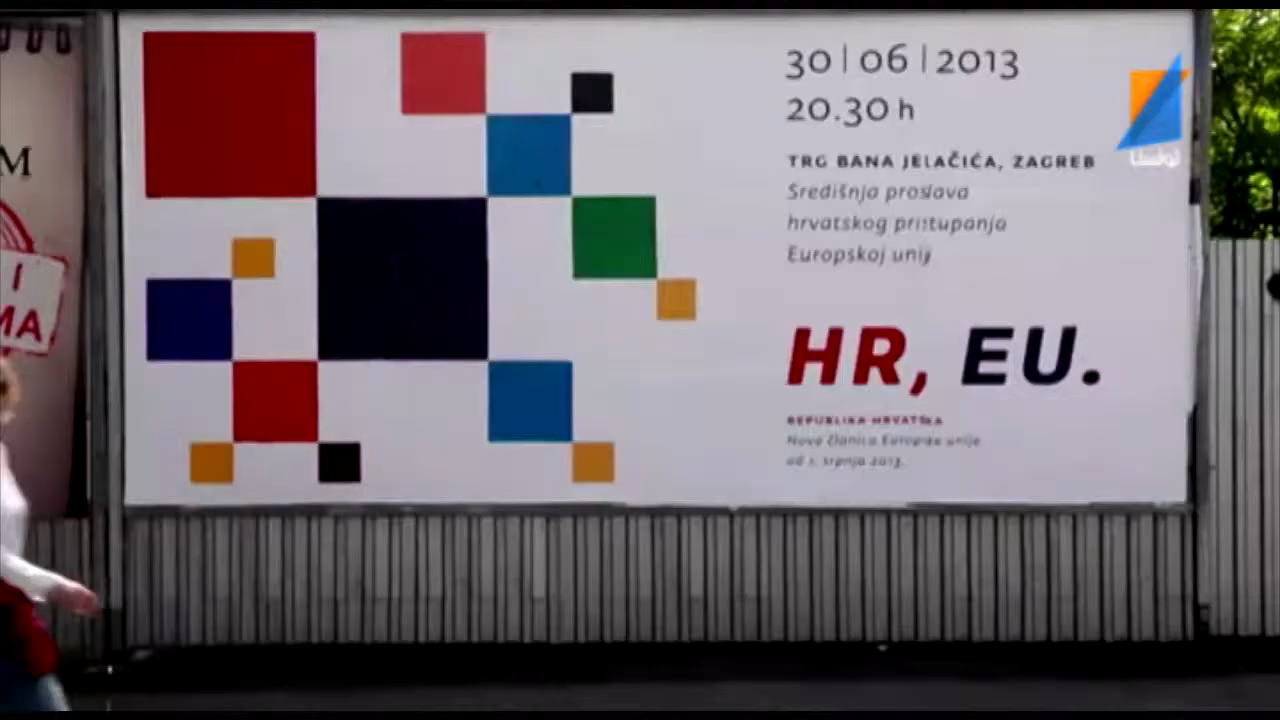 M
I
MA
30 | 06 | 2013
20.30 h
TRG BANA JELAČIĆA, ZAGREB
Središnja proslava
hrvatskog pristupanja
Europskoj uniji
HR, EU.
REPUBLIKA HRVATSKA
Nova članica Europske unije
od 1. srpnja 2013.